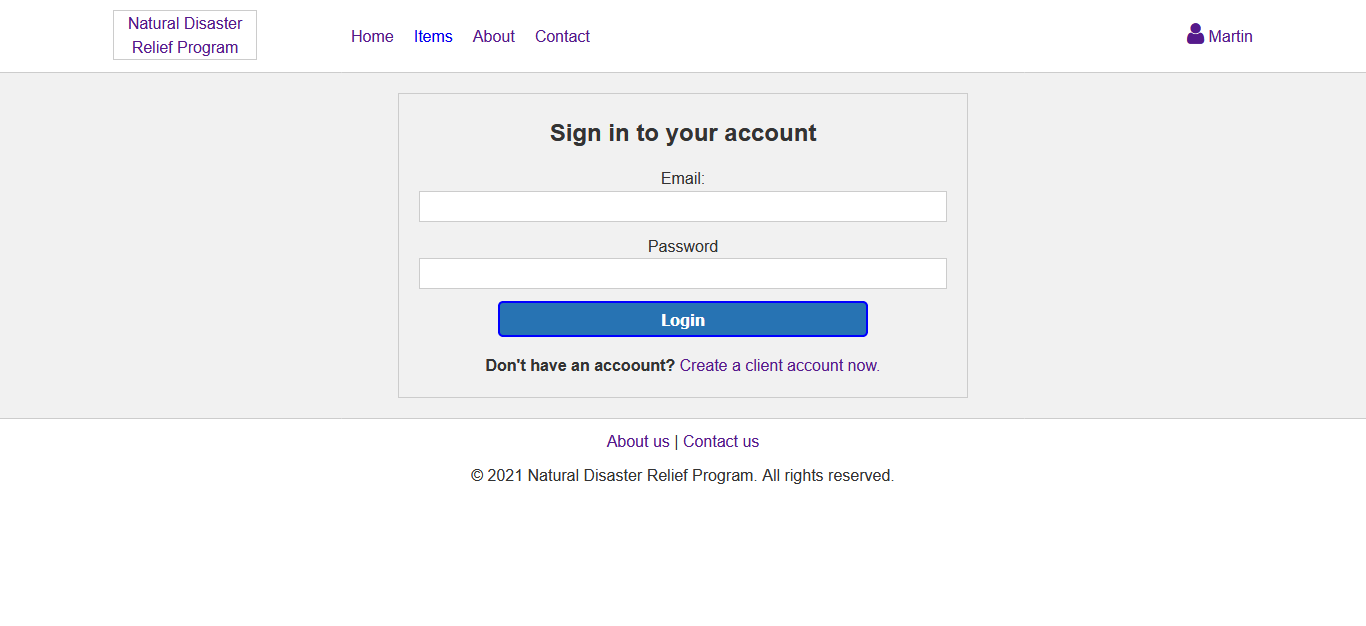 Natural Disaster
Relief Program
Home Items About Contact
Martin
Sign in to your account
Email:
Password
Login
Don't have an accoount? Create a client account now.
About us | Contact us
© 2021 Natural Disaster Relief Program. All rights reserved.